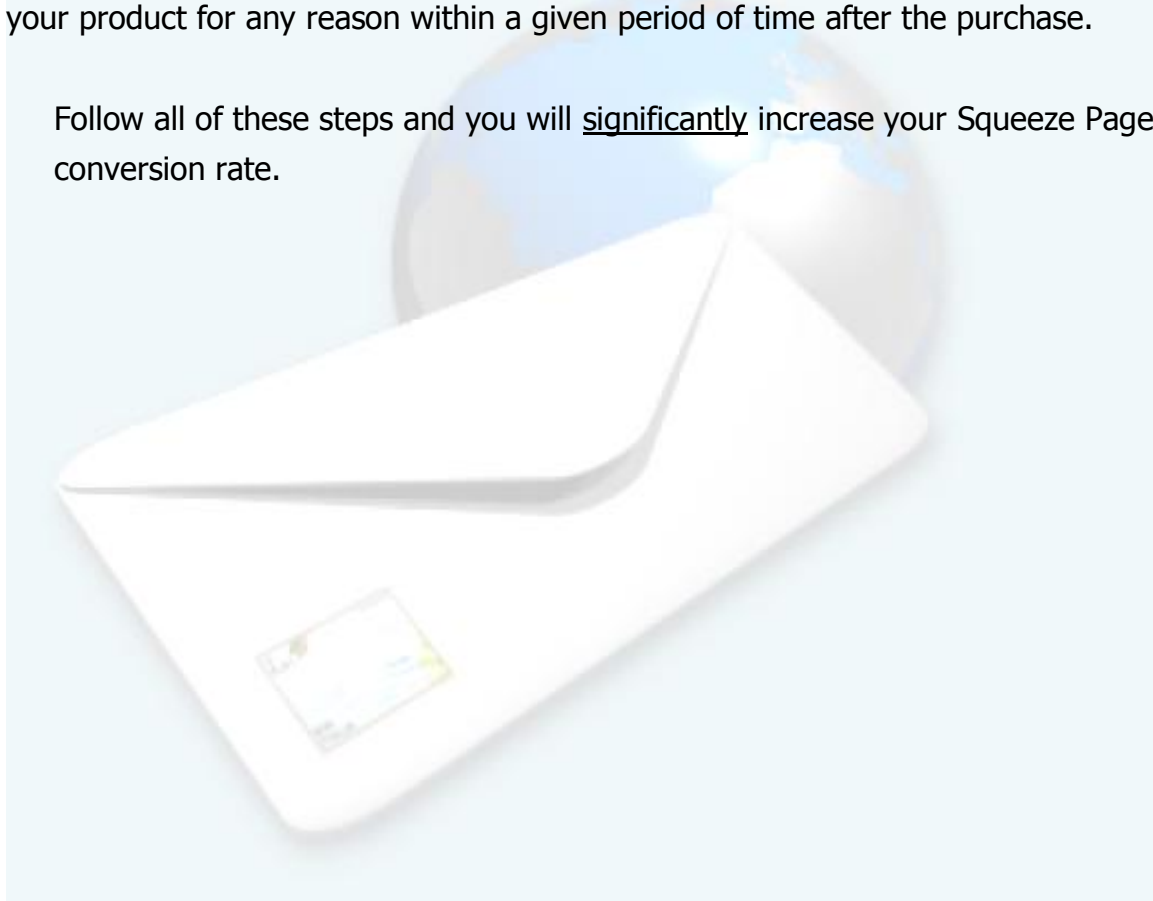 your product for any reason within a given period of time after the purchase.
Follow all of these steps and you will significantly increase your Squeeze Page
conversion rate.